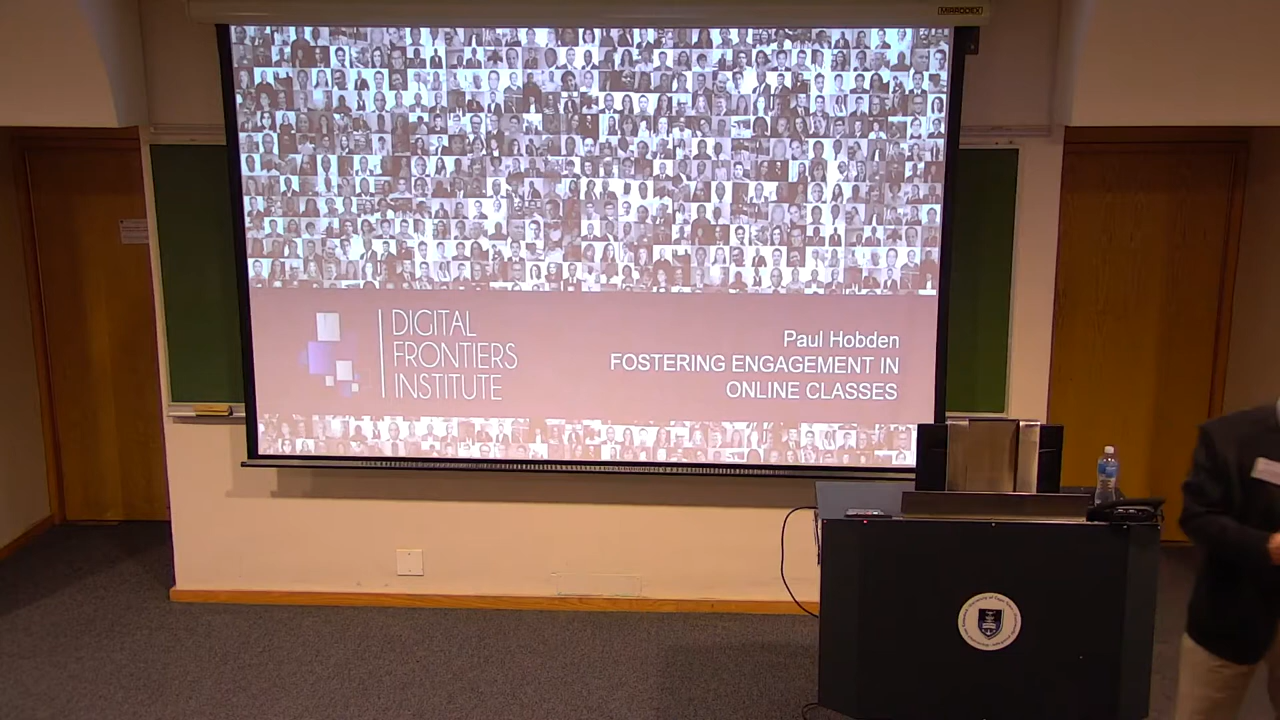 DIGITAL
FRONTIERS
INSTITUTE
Paul Hobden
FOSTERING ENGAGEMENT IN
ONLINE CLASSES